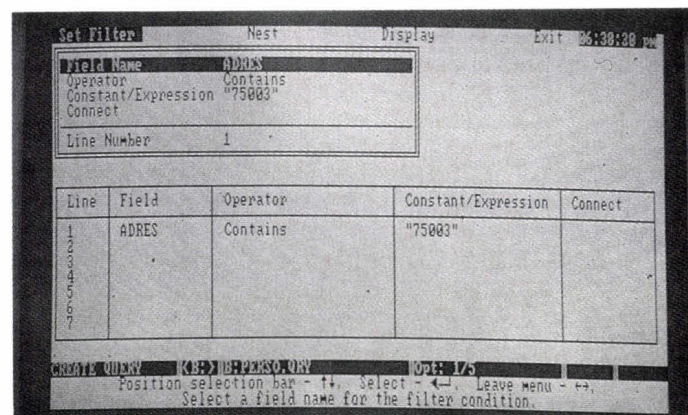 Set Filter Nest Display Exit 06:30:30 pm
Field Name ADRES
Operator Contains
Constant/Expression "75003"
Connect
Line Number 1
Line Field Operator Constant/Expression Connect
1 ADRES Contains "75003"
2
3
4
5
6
7
CREATE QUERY <B:> B:PERSO.QRY Opt: 1/5
Position selection bar - ↑↓. Select - ◄┘. Leave menu - ↔.
Select a field name for the filter condition.